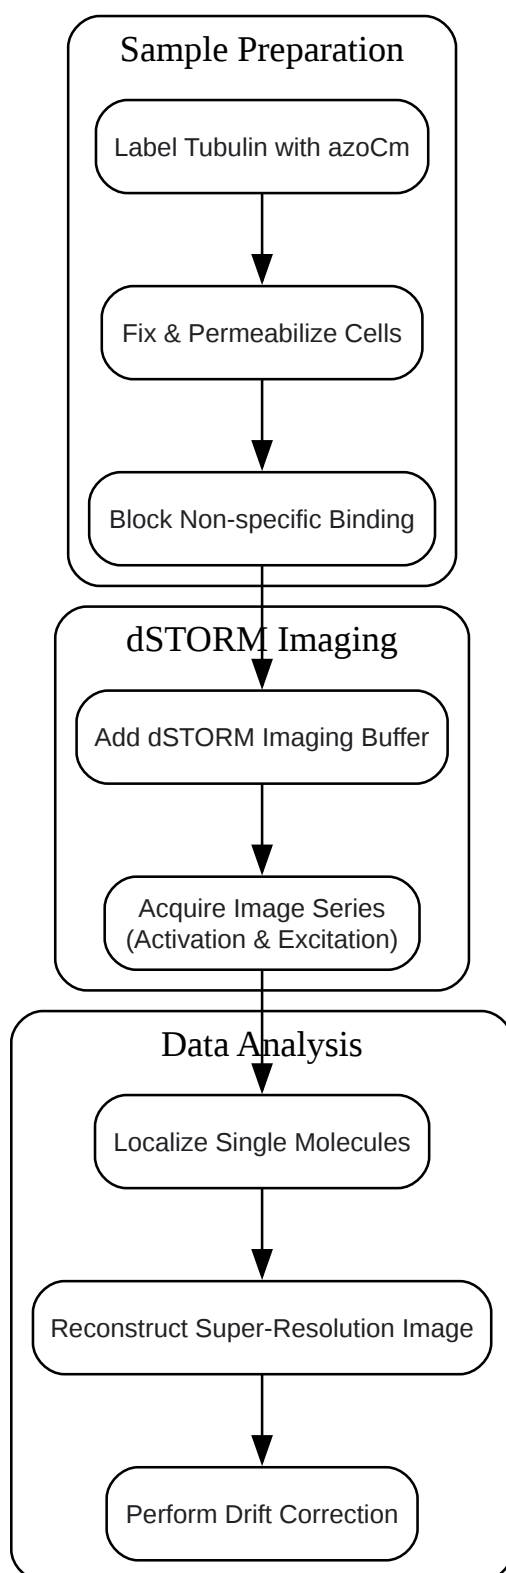 Sample Preparation
Label Tubulin with azoCm
Fix & Permeabilize Cells
Block Non-specific Binding
dSTORM Imaging
Add dSTORM Imaging Buffer
Acquire Image Series
(Activation & Excitation)
Data Analysis
Localize Single Molecules
Reconstruct Super-Resolution Image
Perform Drift Correction